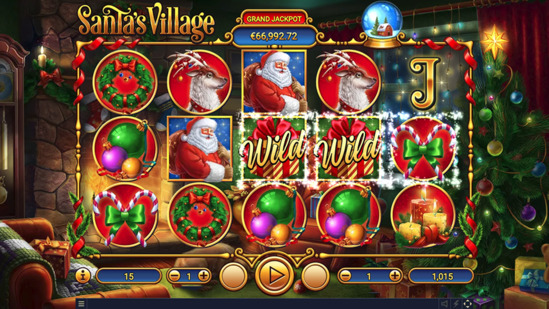 Santa's Village
GRAND JACKPOT
€66,992.72
J
Wild Wild
15
1
1
1,015